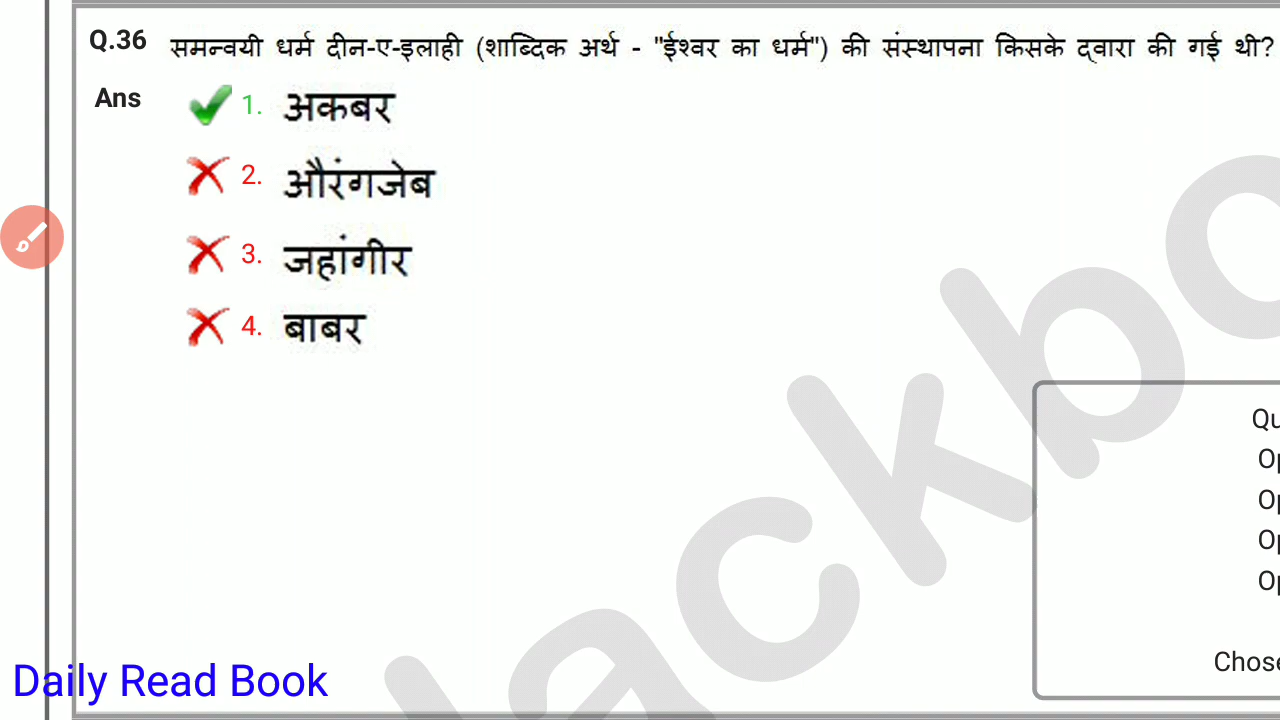 Q.36 समन्वयी धर्म दीन-ए-इलाही (शाब्दिक अर्थ - "ईश्वर का धर्म") की संस्थापना किसके द्वारा की गई थी?
Ans 1. अकबर
2. औरंगजेब
3. जहांगीर
4. बाबर
Daily Read Book